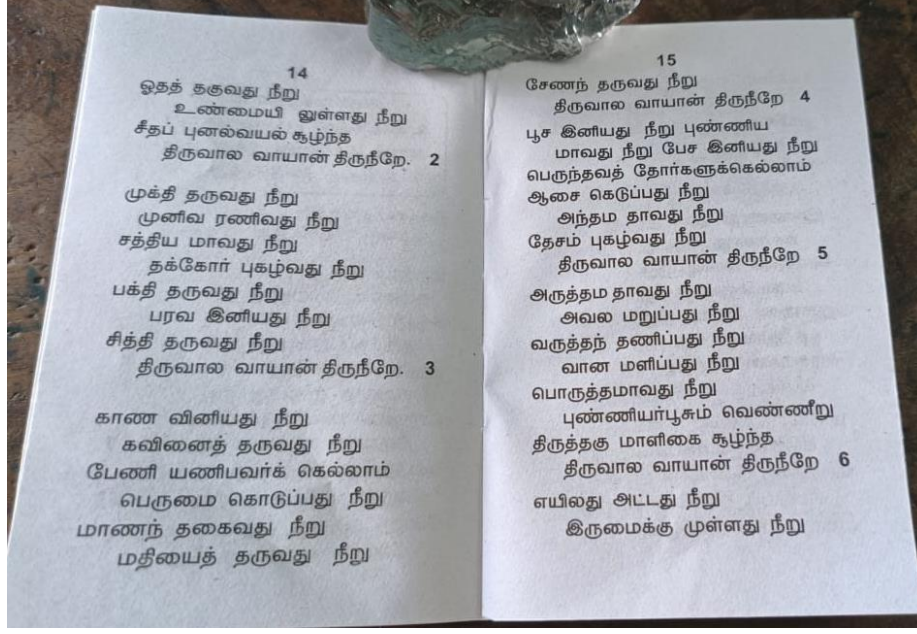 14
ஓதத் தகுவது நீறு
உண்மையி லுள்ளது நீறு
சீதப் புனல்வயல் சூழ்ந்த
திருவால வாயான் திருநீறே. 2
முக்தி தருவது நீறு
முனிவ ரணிவது நீறு
சத்திய மாவது நீறு
தக்கோர் புகழ்வது நீறு
பக்தி தருவது நீறு
பரவ இனியது நீறு
சித்தி தருவது நீறு
திருவால வாயான் திருநீறே. 3
காண வினியது நீறு
கவினைத் தருவது நீறு
பேணி யணிபவர்க் கெல்லாம்
பெருமை கொடுப்பது நீறு
மாணந் தகைவது நீறு
மதியைத் தருவது நீறு
15
சேணந் தருவது நீறு
திருவால வாயான் திருநீறே 4
பூச இனியது நீறு புண்ணிய
மாவது நீறு பேச இனியது நீறு
பெருந்தவத் தோர்களுக்கெல்லாம்
ஆசை கெடுப்பது நீறு
அந்தம தாவது நீறு
தேசம் புகழ்வது நீறு
திருவால வாயான் திருநீறே 5
அருத்தம தாவது நீறு
அவல மறுப்பது நீறு
வருத்தந் தணிப்பது நீறு
வான மளிப்பது நீறு
பொருத்தமாவது நீறு
புண்ணியர்பூசும் வெண்ணீறு
திருத்தகு மாளிகை சூழ்ந்த
திருவால வாயான் திருநீறே 6
எயிலது அட்டது நீறு
இருமைக்கு முள்ளது நீறு